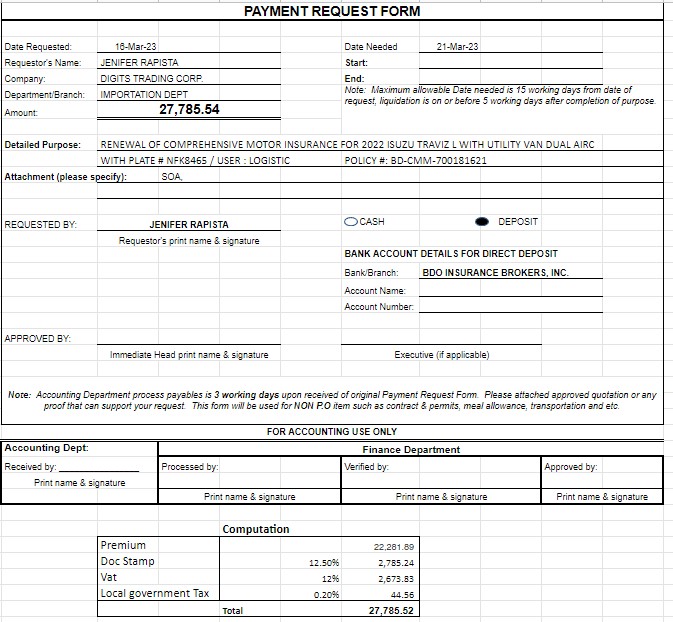 PAYMENT REQUEST FORM
Date Requested: 16-Mar-23 Date Needed 21-Mar-23
Requestor's Name: JENIFER RAPISTA Start:
Company: DIGITS TRADING CORP. End:
Department/Branch: IMPORTATION DEPT Note: Maximum allowable Date needed is 15 working days from date of
Amount: 27,785.54 request, liquidation is on or before 5 working days after completion of purpose.
Detailed Purpose: RENEWAL OF COMPREHENSIVE MOTOR INSURANCE FOR 2022 ISUZU TRAVIZ L WITH UTILITY VAN DUAL AIRC
WITH PLATE # NFK8465 / USER : LOGISTIC POLICY #: BD-CMM-700181621
Attachment (please specify): SOA,
REQUESTED BY: JENIFER RAPISTA CASH DEPOSIT
Requestor's print name & signature
BANK ACCOUNT DETAILS FOR DIRECT DEPOSIT
Bank/Branch: BDO INSURANCE BROKERS, INC.
Account Name:
Account Number:
APPROVED BY:
Immediate Head print name & signature Executive (if applicable)
Note: Accounting Department process payables is 3 working days upon received of original Payment Request Form. Please attached approved quotation or any
proof that can support your request. This form will be used for NON P.O item such as contract & permits, meal allowance, transportation and etc.
FOR ACCOUNTING USE ONLY
Accounting Dept: Finance Department
Received by: Processed by: Verified by: Approved by:
Print name & signature
Print name & signature Print name & signature Print name & signature
Computation
Premium 22,281.89
Doc Stamp 12.50% 2,785.24
Vat 12% 2,673.83
Local government Tax 0.20% 44.56
Total 27,785.52